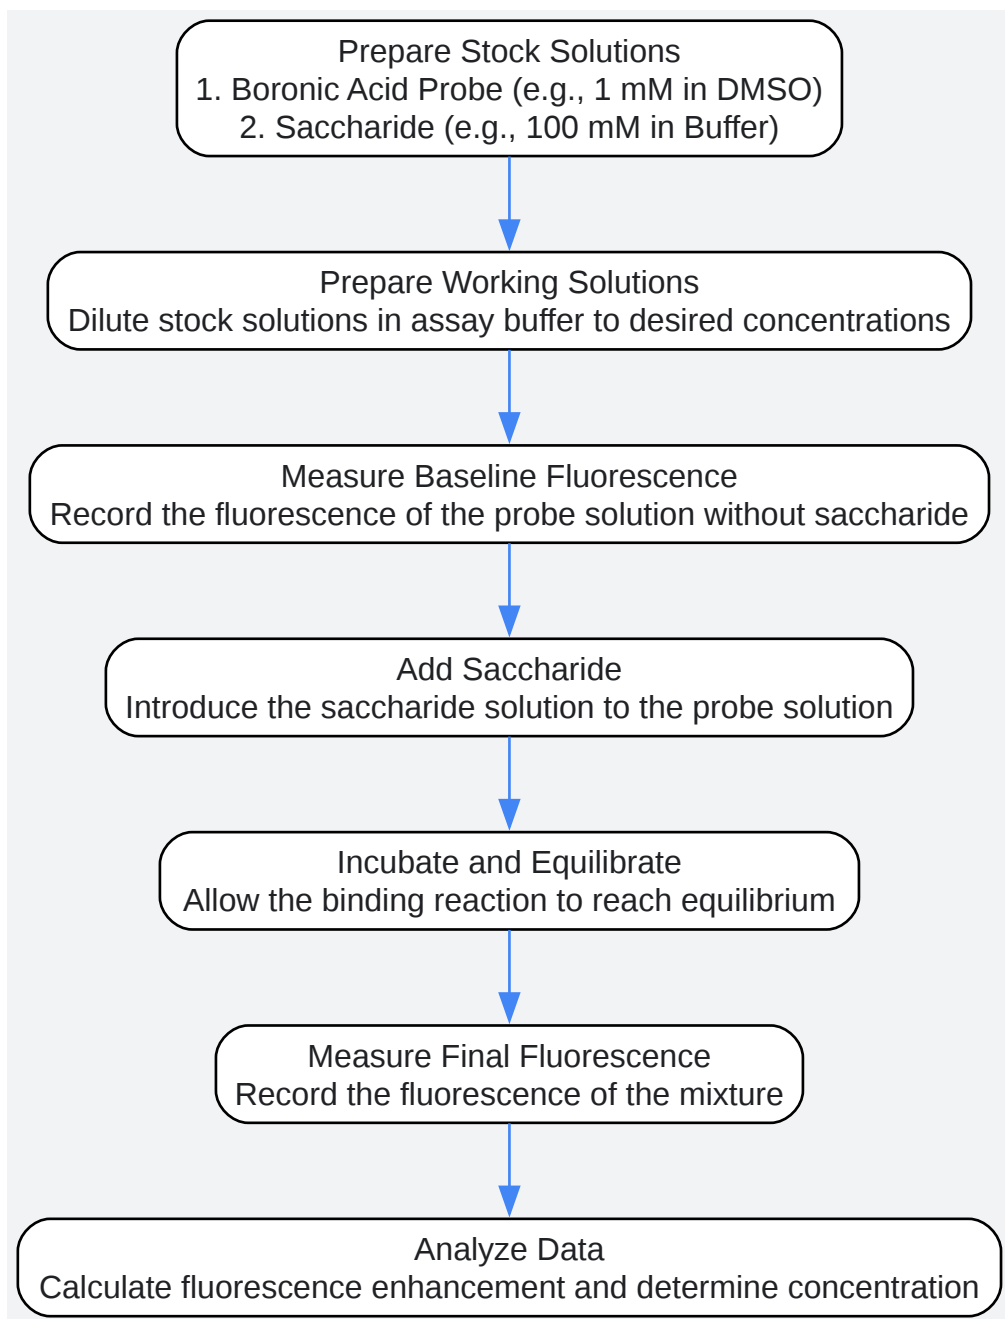 Prepare Stock Solutions
1. Boronic Acid Probe (e.g., 1 mM in DMSO)
2. Saccharide (e.g., 100 mM in Buffer)
Prepare Working Solutions
Dilute stock solutions in assay buffer to desired concentrations
Measure Baseline Fluorescence
Record the fluorescence of the probe solution without saccharide
Add Saccharide
Introduce the saccharide solution to the probe solution
Incubate and Equilibrate
Allow the binding reaction to reach equilibrium
Measure Final Fluorescence
Record the fluorescence of the mixture
Analyze Data
Calculate fluorescence enhancement and determine concentration